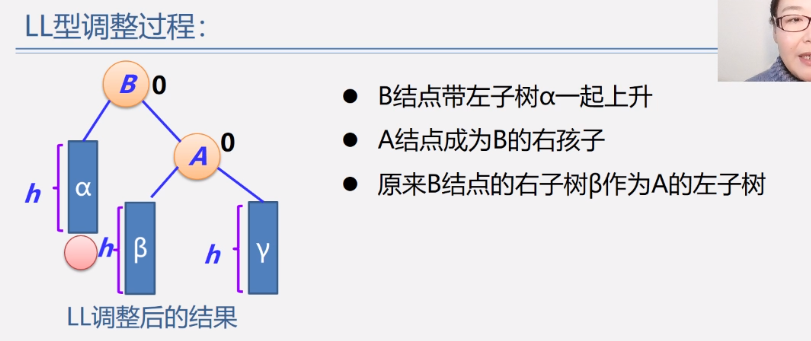 LL型调整过程:
B 0
A 0
h α
h β
h γ
LL调整后的结果
● B结点带左子树α一起上升
● A结点成为B的右孩子
● 原来B结点的右子树β作为A的左子树